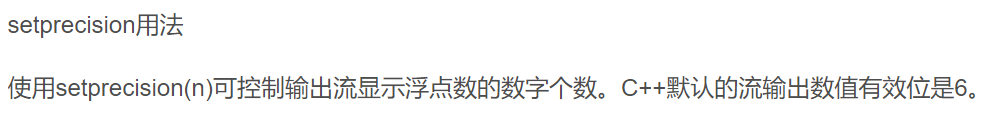 setprecision用法
使用setprecision(n)可控制输出流显示浮点数的数字个数。C++默认的流输出数值有效位是6。